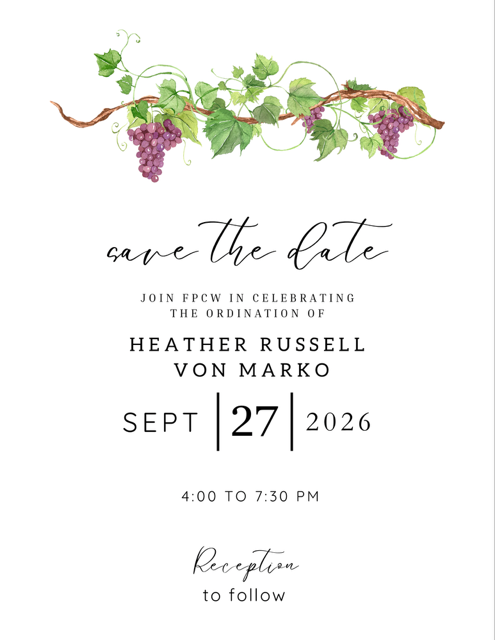 save the date
JOIN FPCW IN CELEBRATING
THE ORDINATION OF
HEATHER RUSSELL
VON MARKO
SEPT 27 2026
4:00 TO 7:30 PM
Reception
to follow